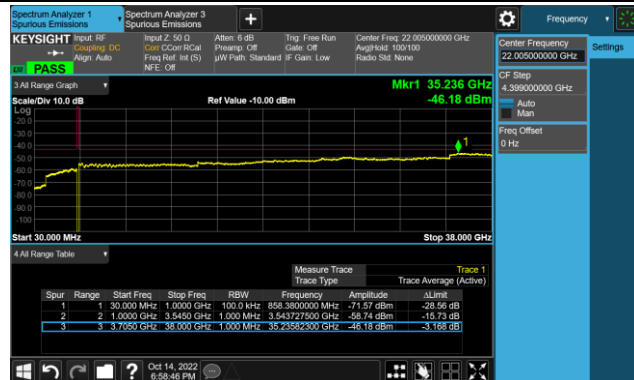 Spectrum Analyzer 1
Spurious Emissions
Spectrum Analyzer 3
Spurious Emissions
Frequency
KEYSIGHT
Input: RF
Coupling: DC
Align: Auto
Input Z: 50 Ω
Corr CCorr RCal
Freq Ref: Int (S)
NFE: Off
Atten: 6 dB
Preamp: Off
µW Path: Standard
Trig: Free Run
Gate: Off
IF Gain: Low
Center Freq: 22.005000000 GHz
Avg|Hold: 100/100
Radio Std: None
PASS
Center Frequency
22.005000000 GHz
Settings
CF Step
4.399000000 GHz
Auto
Man
Freq Offset
0 Hz
3 All Range Graph
Mkr1 35.236 GHz
Scale/Div 10.0 dB
Ref Value -10.00 dBm
-46.18 dBm
Log
-20.0
-30.0
-40.0
-50.0
-60.0
-70.0
-80.0
-90.0
-100
1
Start 30.000 MHz
Stop 38.000 GHz
4 All Range Table
Measure Trace
Trace 1
Trace Type
Trace Average (Active)
Spur Range Start Freq Stop Freq RBW Frequency Amplitude ΔLimit
1 1 30.000 MHz 1.0000 GHz 100.0 kHz 858.3800000 MHz -71.57 dBm -28.56 dB
2 2 1.0000 GHz 3.5450 GHz 1.000 MHz 3.543727500 GHz -58.74 dBm -15.73 dB
3 3 3.7050 GHz 38.000 GHz 1.000 MHz 35.23582300 GHz -46.18 dBm -3.168 dB
Oct 14, 2022
6:58:46 PM